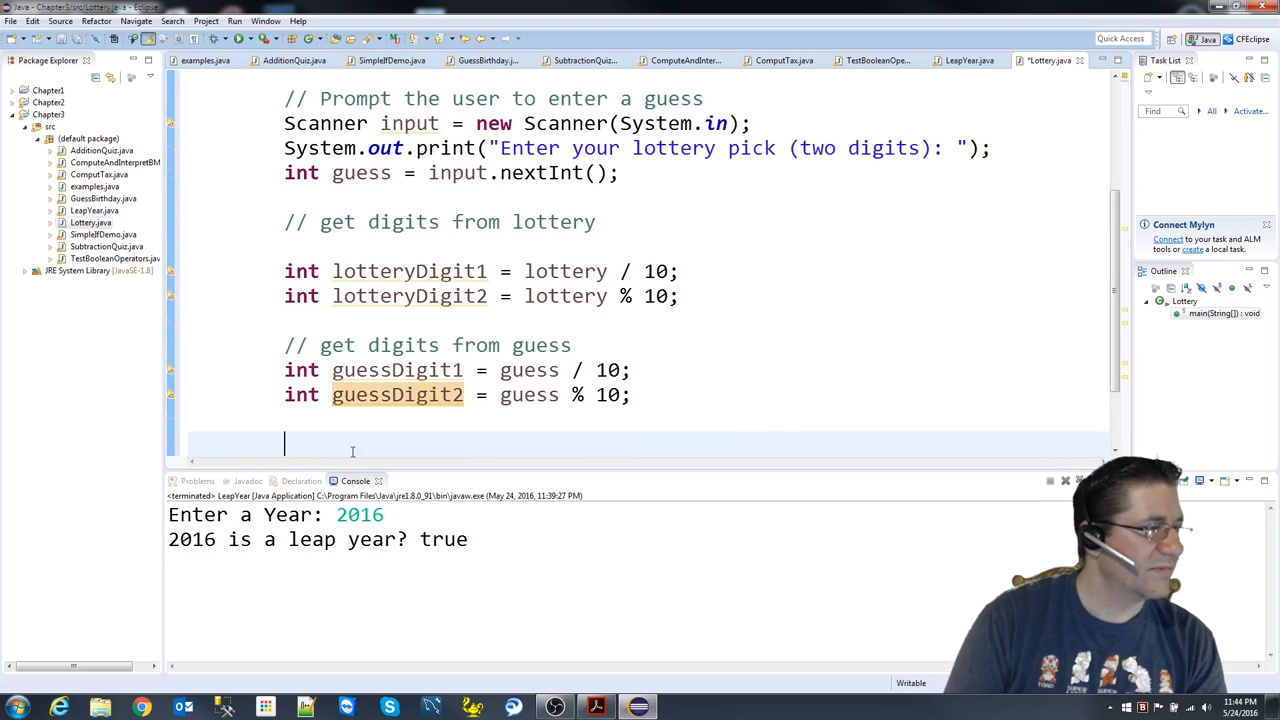 Java - Chapter3/src/Lottery.java - Eclipse
File Edit Source Refactor Navigate Search Project Run Window Help
Quick Access
Java
CFEclipse
Package Explorer
examples.java
AdditionQuiz.java
SimpleIfDemo.java
GuessBirthday.j...
SubtractionQuiz...
ComputeAndInter...
ComputTax.java
TestBooleanOpe...
LeapYear.java
*Lottery.java
Task List
Chapter1
Chapter2
Chapter3
src
(default package)
AdditionQuiz.java
ComputeAndInterpretBM
ComputTax.java
examples.java
GuessBirthday.java
LeapYear.java
Lottery.java
SimpleIfDemo.java
SubtractionQuiz.java
TestBooleanOperators.jav
JRE System Library [JavaSE-1.8]
// Prompt the user to enter a guess
Scanner input = new Scanner(System.in);
System.out.print("Enter your lottery pick (two digits): ");
int guess = input.nextInt();
// get digits from lottery
int lotteryDigit1 = lottery / 10;
int lotteryDigit2 = lottery % 10;
// get digits from guess
int guessDigit1 = guess / 10;
int guessDigit2 = guess % 10;
Find
All
Activate...
Connect Mylyn
Connect to your task and ALM
tools or create a local task.
Outline
Lottery
main(String[]) : void
Problems
Javadoc
Declaration
Console
<terminated> LeapYear [Java Application] C:\Program Files\Java\jre1.8.0_91\bin\javaw.exe (May 24, 2016, 11:39:27 PM)
Enter a Year: 2016
2016 is a leap year? true
Writable
11:44 PM
5/24/2016